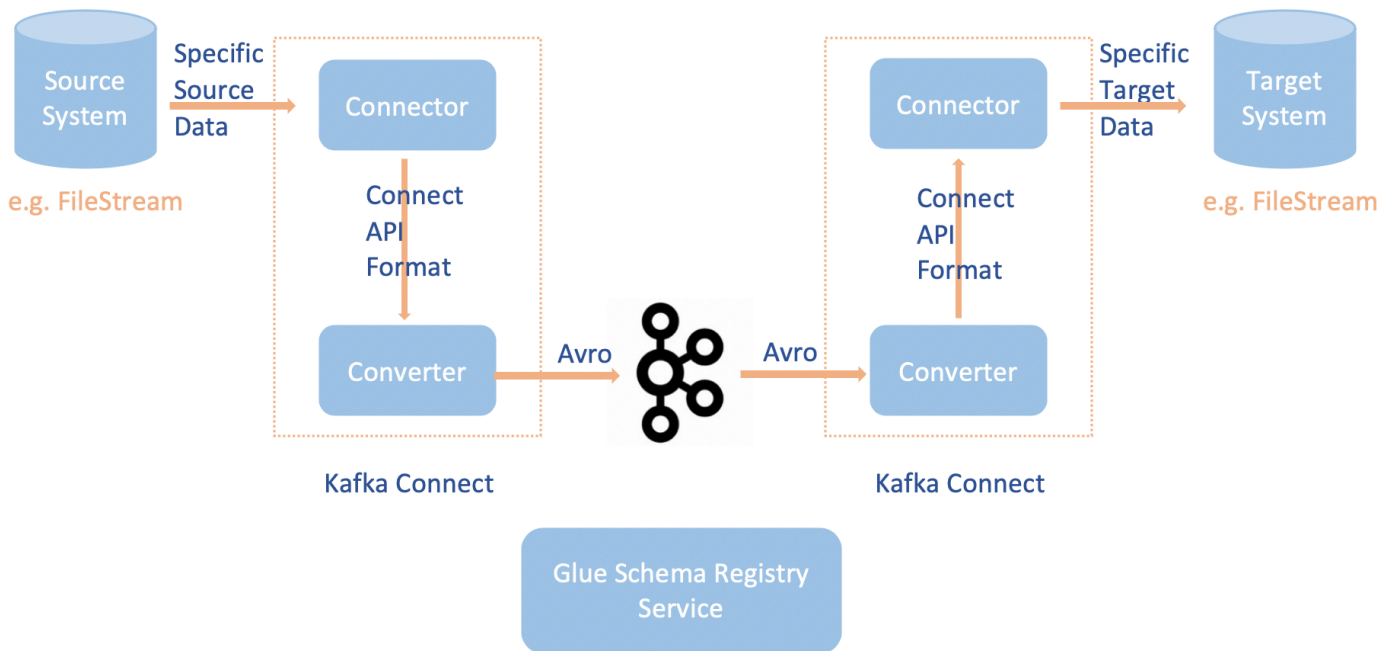 Source
System
e.g. FileStream
Specific
Source
Data
Connector
Connect
API
Format
Converter
Kafka Connect
Avro
Avro
Connector
Connect
API
Format
Converter
Kafka Connect
Specific
Target
Data
Target
System
e.g. FileStream
Glue Schema Registry
Service